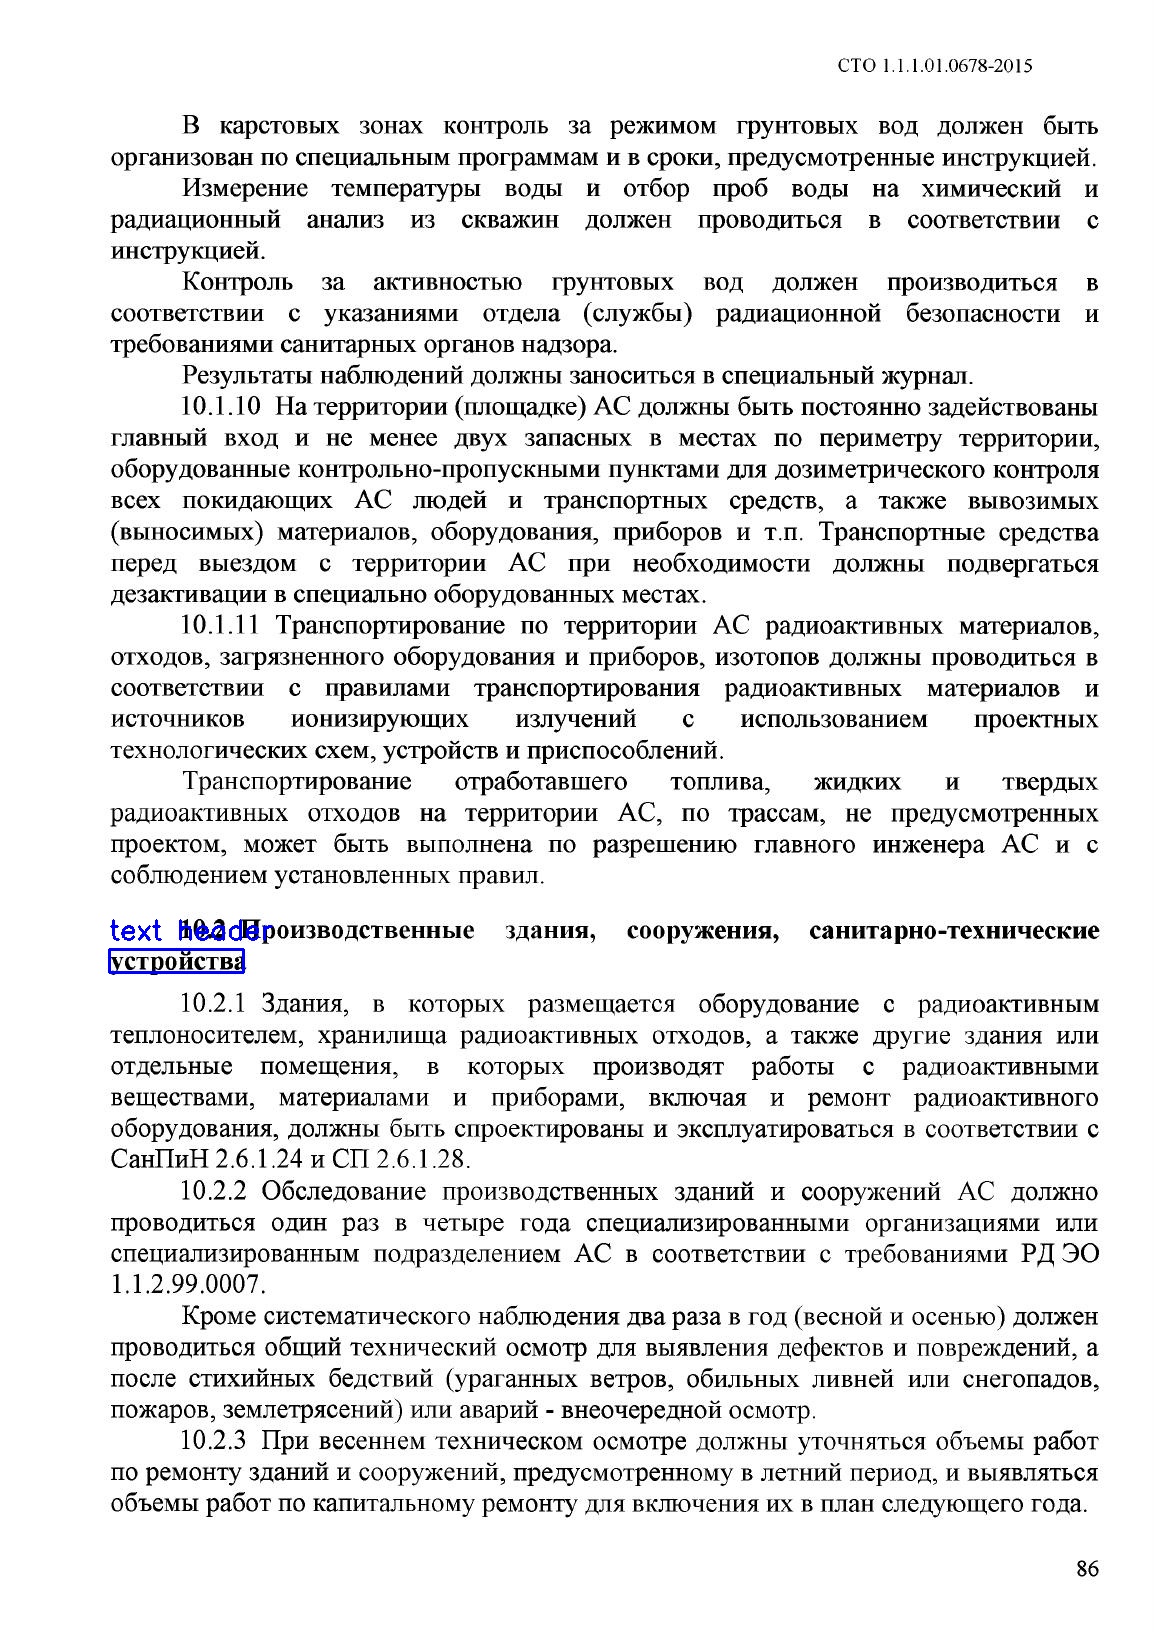 СТО 1.1.1.01.0678-2015
В карстовых зонах контроль за режимом грунтовых вод должен быть
организован по специальным программам и в сроки, предусмотренные инструкцией.
Измерение температуры воды и отбор проб воды на химический и
радиационный анализ из скважин должен проводиться в соответствии с
инструкцией.
Контроль за активностью грунтовых вод должен производиться в
соответствии с указаниями отдела (службы) радиационной безопасности и
требованиями санитарных органов надзора.
Результаты наблюдений должны заноситься в специальный журнал.
10.1.10 На территории (площадке) АС должны быть постоянно задействованы
главный вход и не менее двух запасных в местах по периметру территории,
оборудованные контрольно-пропускными пунктами для дозиметрического контроля
всех покидающих АС людей и транспортных средств, а также вывозимых
(выносимых) материалов, оборудования, приборов и т.п. Транспортные средства
перед выездом с территории АС при необходимости должны подвергаться
дезактивации в специально оборудованных местах.
10.1.11 Транспортирование по территории АС радиоактивных материалов,
отходов, загрязненного оборудования и приборов, изотопов должны проводиться в
соответствии с правилами транспортирования радиоактивных материалов и
источников ионизирующих излучений с использованием проектных
технологических схем, устройств и приспособлений.
Транспортирование отработавшего топлива, жидких и твердых
радиоактивных отходов на территории АС, по трассам, не предусмотренных
проектом, может быть выполнена по разрешению главного инженера АС и с
соблюдением установленных правил.
text header
10.2 Производственные здания, сооружения, санитарно-технические
устройства
10.2.1 Здания, в которых размещается оборудование с радиоактивным
теплоносителем, хранилища радиоактивных отходов, а также другие здания или
отдельные помещения, в которых производят работы с радиоактивными
веществами, материалами и приборами, включая и ремонт радиоактивного
оборудования, должны быть спроектированы и эксплуатироваться в соответствии с
СанПиН 2.6.1.24 и СП 2.6.1.28.
10.2.2 Обследование производственных зданий и сооружений АС должно
проводиться один раз в четыре года специализированными организациями или
специализированным подразделением АС в соответствии с требованиями РД ЭО
1.1.2.99.0007.
Кроме систематического наблюдения два раза в год (весной и осенью) должен
проводиться общий технический осмотр для выявления дефектов и повреждений, а
после стихийных бедствий (ураганных ветров, обильных ливней или снегопадов,
пожаров, землетрясений) или аварий - внеочередной осмотр.
10.2.3 При весеннем техническом осмотре должны уточняться объемы работ
по ремонту зданий и сооружений, предусмотренному в летний период, и выявляться
объемы работ по капитальному ремонту для включения их в план следующего года.
86